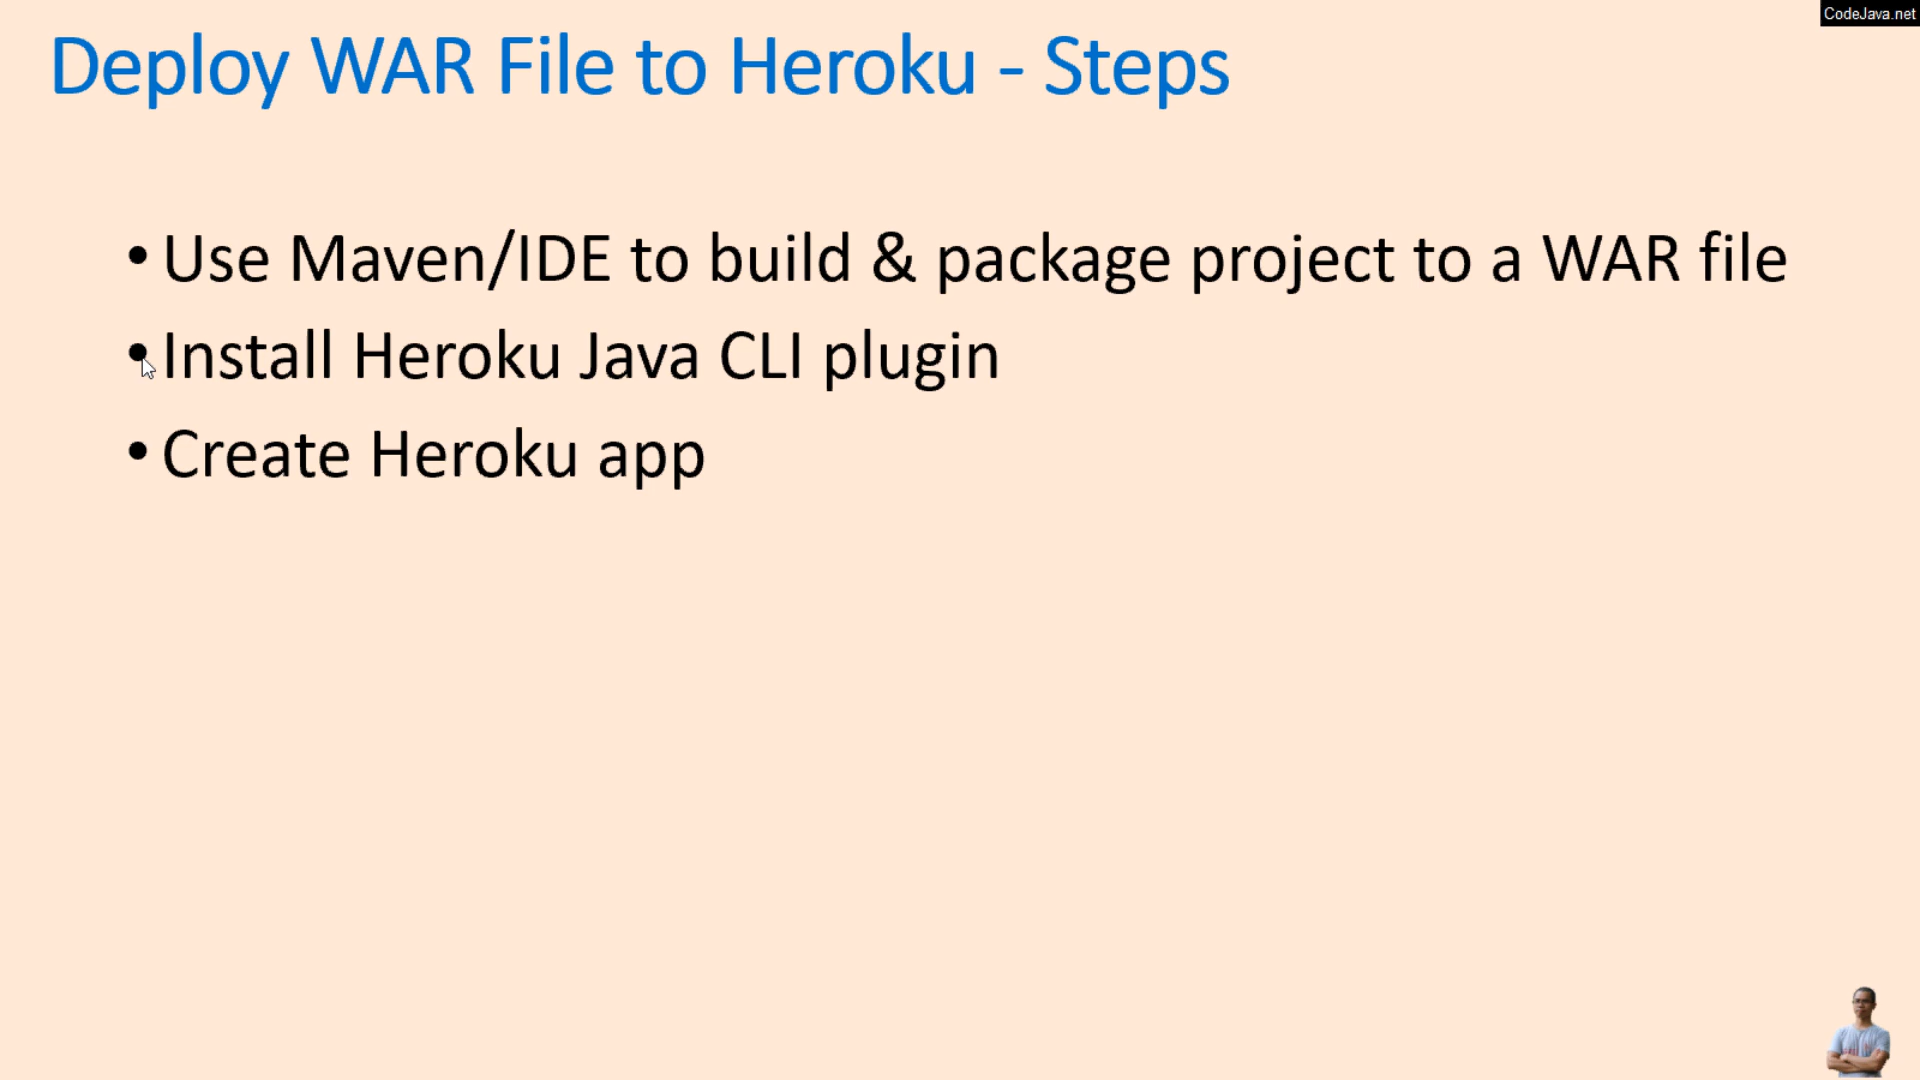 CodeJava.net
Deploy WAR File to Heroku - Steps
• Use Maven/IDE to build & package project to a WAR file
• Install Heroku Java CLI plugin
• Create Heroku app